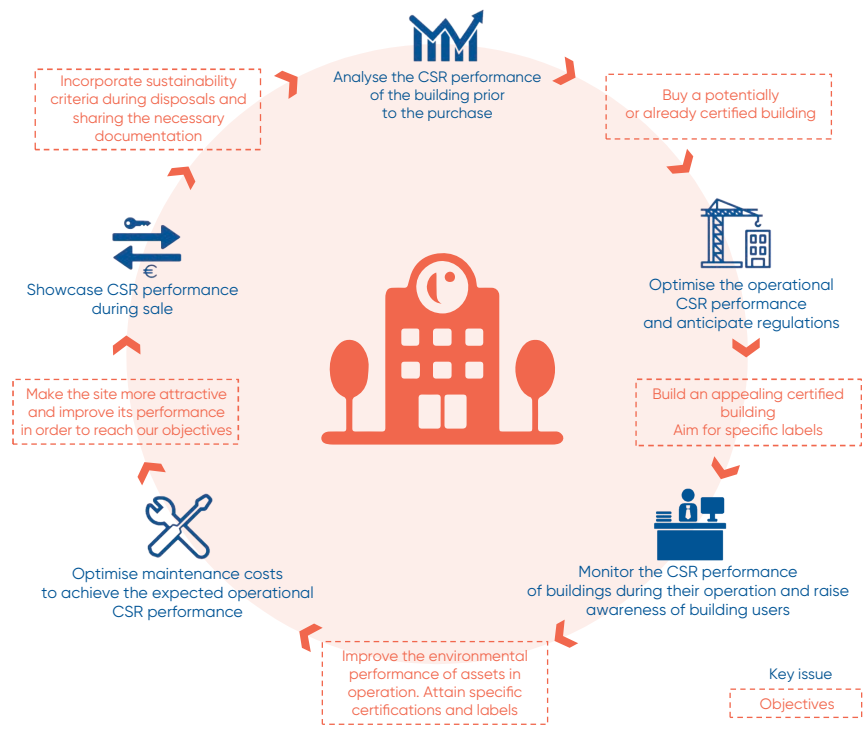 Analyse the CSR performance
of the building prior
to the purchase
Buy a potentially
or already certified building
Optimise the operational
CSR performance
and anticipate regulations
Build an appealing certified
building
Aim for specific labels
Monitor the CSR performance
of buildings during their operation and raise
awareness of building users
Improve the environmental
performance of assets in
operation. Attain specific
certifications and labels
Optimise maintenance costs
to achieve the expected operational
CSR performance
Make the site more attractive
and improve its performance
in order to reach our objectives
€
Showcase CSR performance
during sale
Incorporate sustainability
criteria during disposals and
sharing the necessary
documentation
Key issue
Objectives